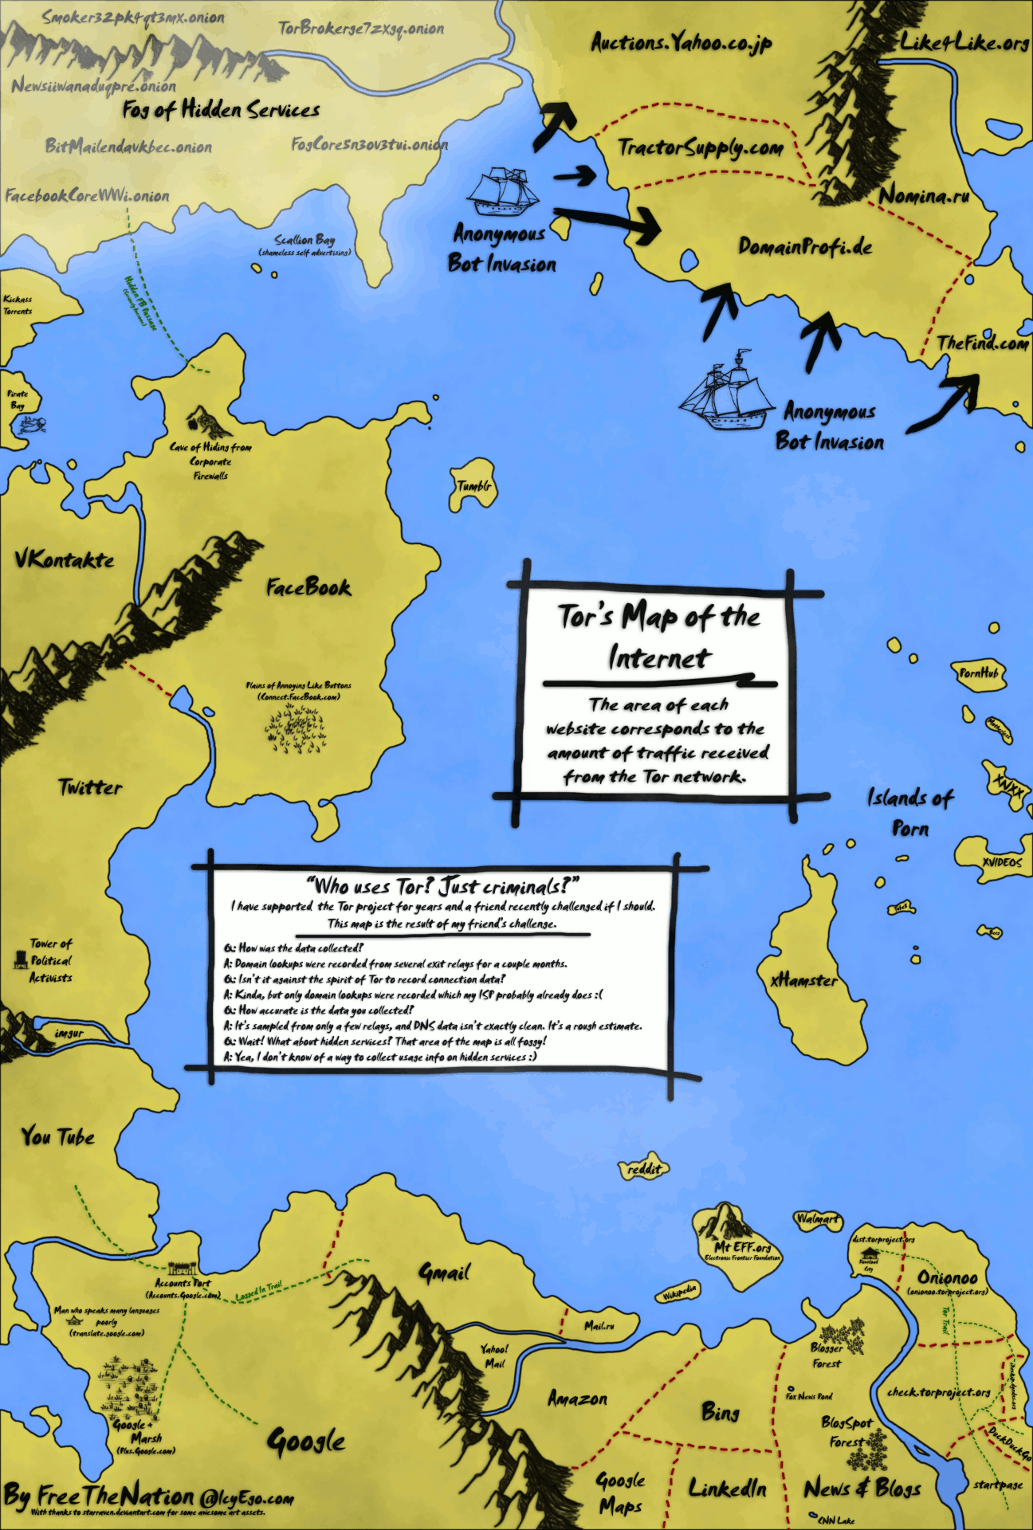 Smoker32pk4qt3mx.onion
TorBrokerge7zxgq.onion
Newsiiwanaduqpre.onion
Fog of Hidden Services
BitMailendavkbec.onion
FogCore5n3ov3tui.onion
FacebookCoreWWi.onion
Scallion Bay
(shameless self advertising)
Auctions.Yahoo.co.jp
Like4Like.org
TractorSupply.com
Nomina.ru
DomainProfi.de
TheFind.com
Anonymous
Bot Invasion
Anonymous
Bot Invasion
Kickass
Torrents
Hidden FB Passage
Pirate
Bay
Cave of Hiding from
Corporate
Firewalls
Tumblr
VKontakte
FaceBook
Plains of Annoying Like Buttons
(Connect.FaceBook.com)
Twitter
Tor's Map of the
Internet
The area of each
website corresponds to the
amount of traffic received
from the Tor network.
PornHub
XNXX
Islands of
Porn
XVIDEOS
xHamster
"Who uses Tor? Just criminals?"
I have supported the Tor project for years and a friend recently challenged if I should.
This map is the result of my friend's challenge.
Q: How was the data collected?
A: Domain lookups were recorded from several exit relays for a couple months.
Q: Isn't it against the spirit of Tor to record connection data?
A: Kinda, but only domain lookups were recorded which my ISP probably already does :(
Q: How accurate is the data you collected?
A: It's sampled from only a few relays, and DNS data isn't exactly clean. It's a rough estimate.
Q: Wait! What about hidden services? That area of the map is all foggy!
A: Yea, I don't know of a way to collect usage info on hidden services :)
Tower of
Political
Activists
imgur
You Tube
reddit
Mt EFF.org
Electronic Frontier Foundation
Walmart
Wikipedia
Accounts Port
(Accounts.Google.com)
Logged In Trail
Gmail
Man who speaks many languages
poorly
(translate.google.com)
Google+
Marsh
(Plus.Google.com)
Google
Yahoo!
Mail
Mail.ru
Amazon
Bing
Google
Maps
LinkedIn
Blogger
Forest
Fox News Pond
BlogSpot
Forest
News & Blogs
CNN Lake
dist.torproject.org
Onionoo
(onionoo.torproject.org)
Tor Trail
check.torproject.org
DuckDuckGo
startpage
By FreeTheNation @IcyEgo.com
With thanks to starraven.deviantart.com for some awesome art assets.